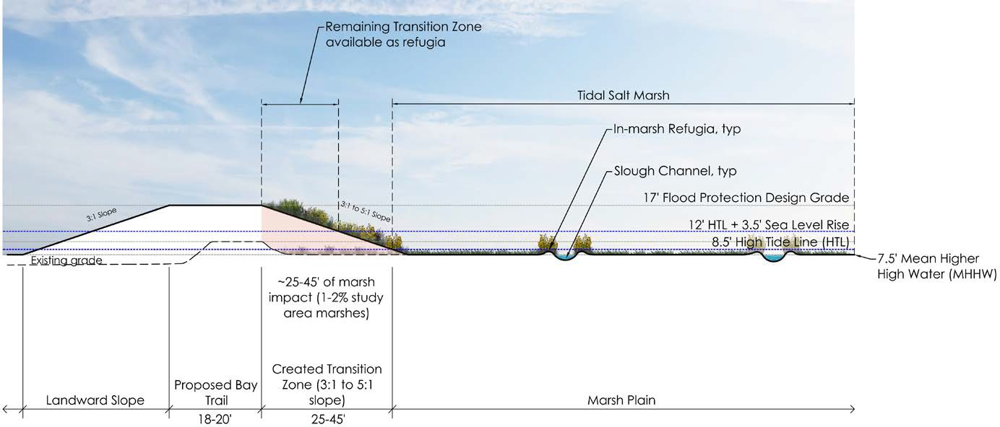 Remaining Transition Zone
available as refugia
Tidal Salt Marsh
In-marsh Refugia, typ
Slough Channel, typ
17' Flood Protection Design Grade
3:1 Slope
3:1 to 5:1 Slope
12' HTL + 3.5' Sea Level Rise
8.5' High Tide Line (HTL)
Existing grade
7.5' Mean Higher
High Water (MHHW)
~25-45' of marsh
impact (1-2% study
area marshes)
Landward Slope
Proposed Bay
Trail
18-20'
Created Transition
Zone (3:1 to 5:1
slope)
25-45'
Marsh Plain